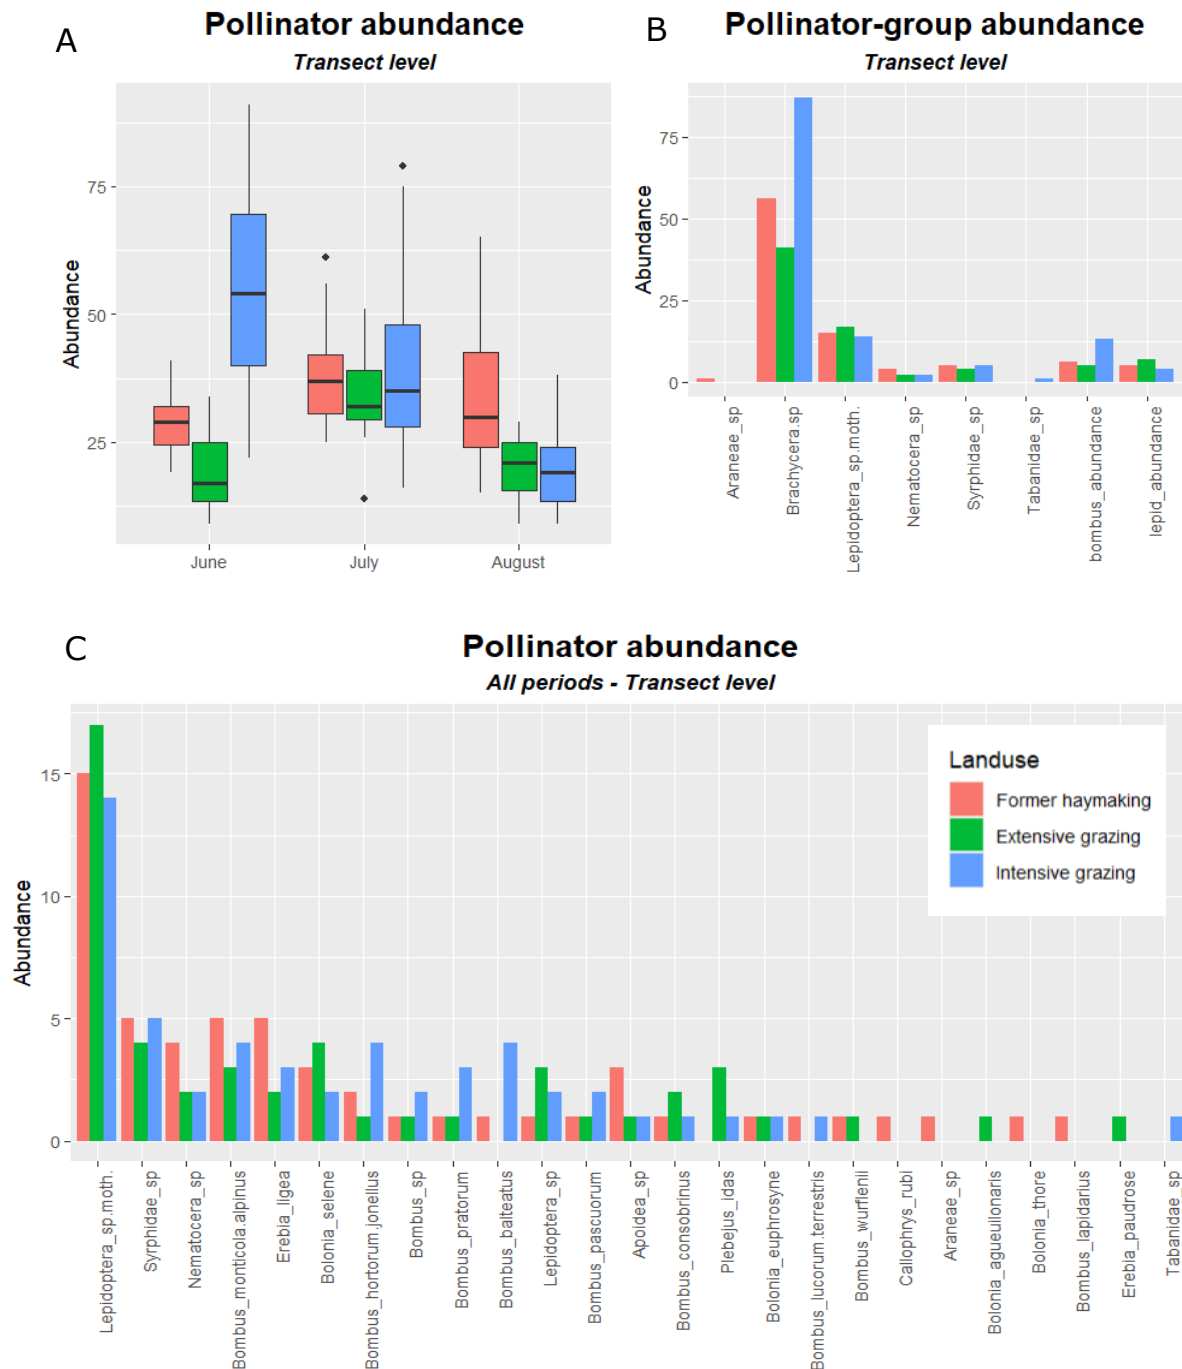 A
Pollinator abundance
Transect level
Abundance
75
50
25
June
July
August
B
Pollinator-group abundance
Transect level
Abundance
75
50
25
0
Araneae_sp
Brachycera.sp
Lepidoptera_sp.moth.
Nematocera_sp
Syrphidae_sp
Tabanidae_sp
bombus_abundance
lepid_abundance
C
Pollinator abundance
All periods - Transect level
Abundance
15
10
5
0
Landuse
Former haymaking
Extensive grazing
Intensive grazing
Lepidoptera_sp.moth.
Syrphidae_sp
Nematocera_sp
Bombus_monticola.alpinus
Erebia_ligea
Bolonia_selene
Bombus_hortorum.jonellus
Bombus_sp
Bombus_pratorum
Bombus_balteatus
Lepidoptera_sp
Bombus_pascuorum
Apoidea_sp
Bombus_consobrinus
Plebejus_idas
Bolonia_euphrosyne
Bombus_lucorum.terrestris
Bombus_wurflenii
Callophrys_rubi
Araneae_sp
Bolonia_agueuilonaris
Bolonia_thore
Bombus_lapidarius
Erebia_paudrose
Tabanidae_sp